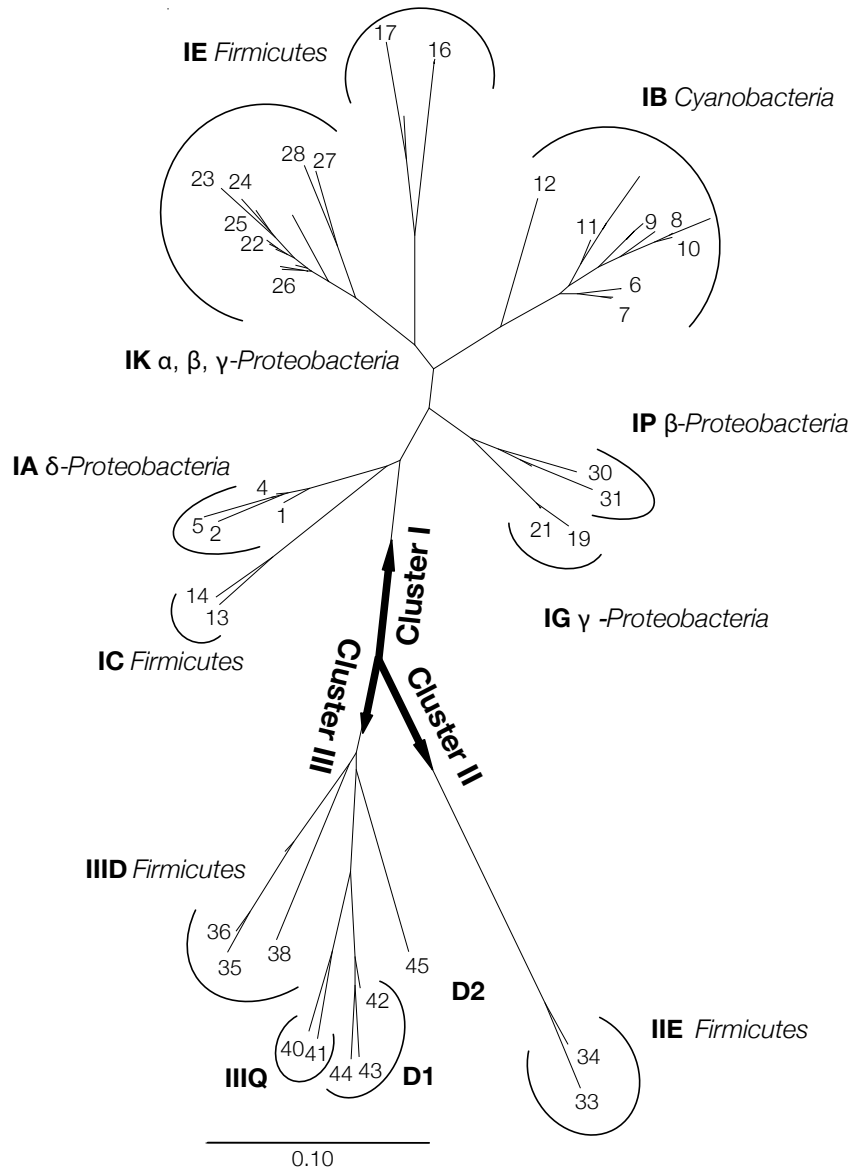 17
16
IE Firmicutes
IB Cyanobacteria
28
27
23
24
25
22
26
12
11
9
8
10
6
7
IK α, β, γ-Proteobacteria
IP β-Proteobacteria
IA δ-Proteobacteria
4
5
2
1
30
31
21
19
14
13
IC Firmicutes
IG γ -Proteobacteria
Cluster I
Cluster III
Cluster II
IIID Firmicutes
36
35
38
45
D2
42
40
41
44
43
IIIQ
D1
IIE Firmicutes
34
33
0.10